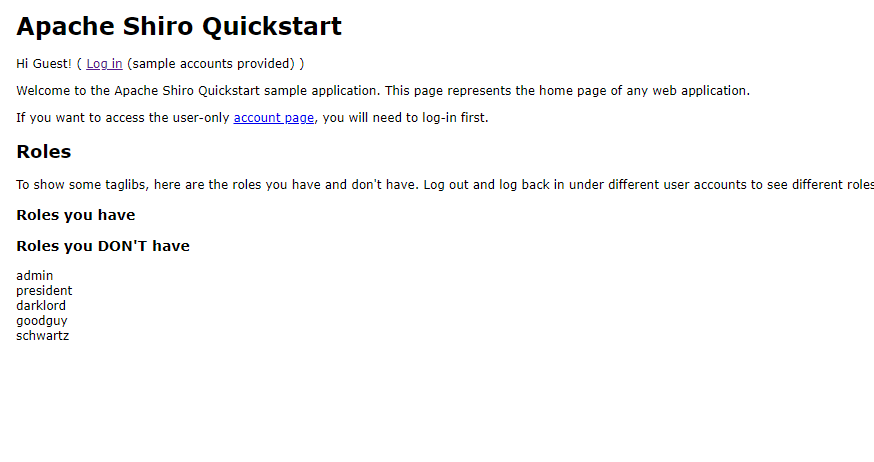 Apache Shiro Quickstart
Hi Guest! ( Log in (sample accounts provided) )
Welcome to the Apache Shiro Quickstart sample application. This page represents the home page of any web application.
If you want to access the user-only account page, you will need to log-in first.
Roles
To show some taglibs, here are the roles you have and don't have. Log out and log back in under different user accounts to see different roles
Roles you have
Roles you DON'T have
admin
president
darklord
goodguy
schwartz